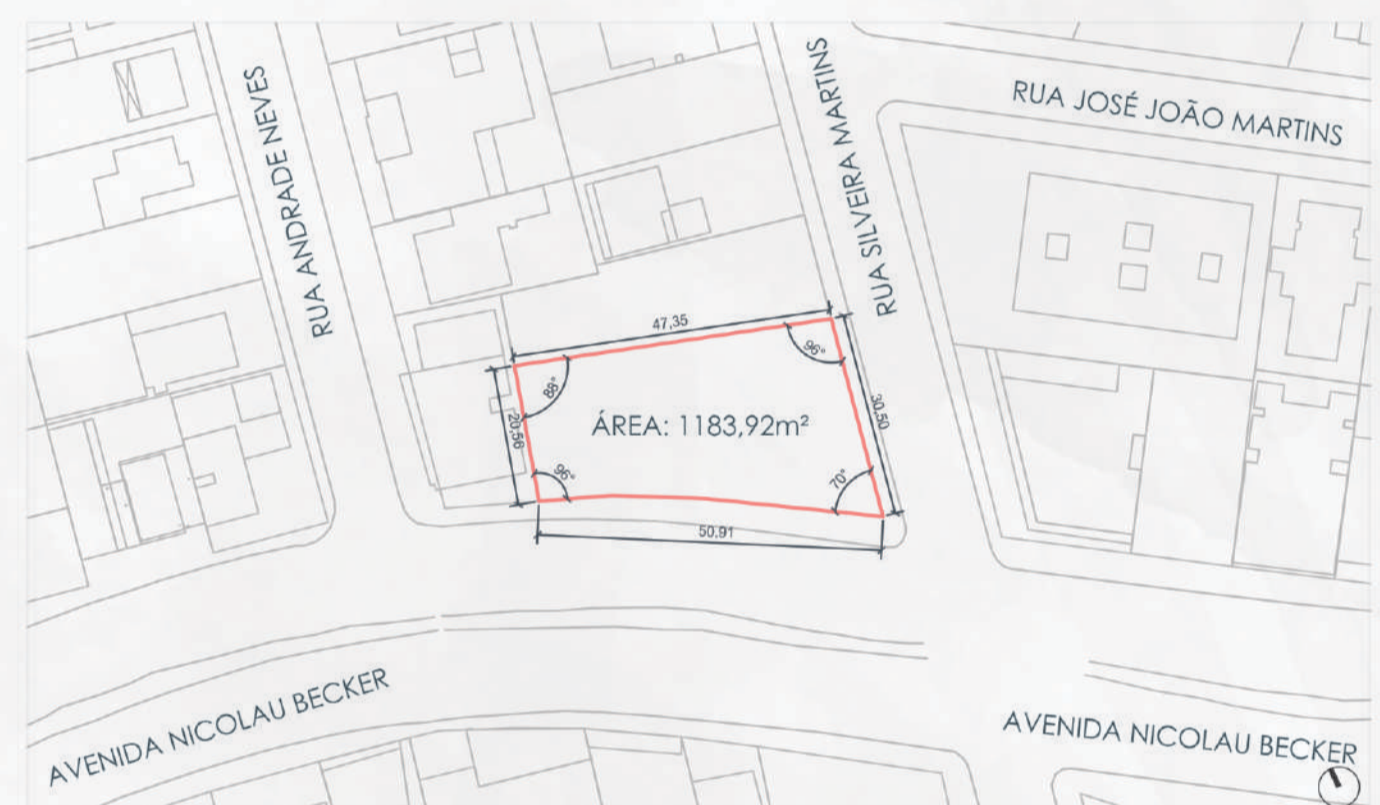 RUA ANDRADE NEVES
RUA SILVEIRA MARTINS
RUA JOSÉ JOÃO MARTINS
47,35
96°
88°
30,50
20,56
ÁREA: 1183,92m²
96°
70°
50,91
AVENIDA NICOLAU BECKER
AVENIDA NICOLAU BECKER